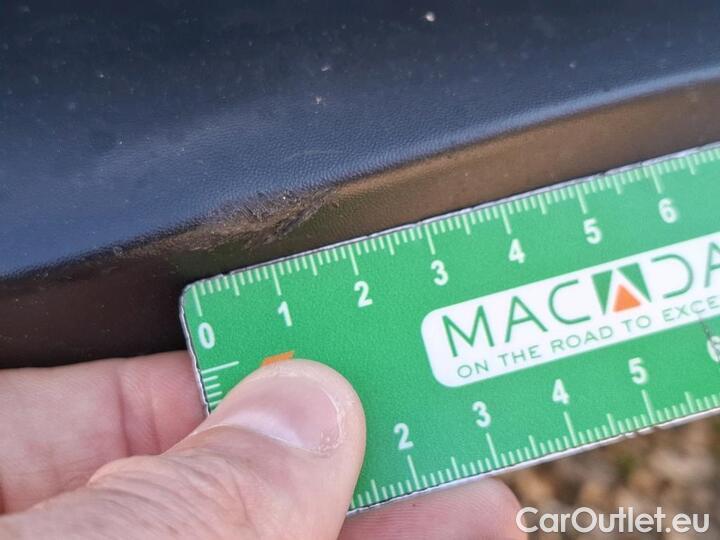 0 1 2 3 4 5 6
MACADA
ON THE ROAD TO EXCE
2 3 4 5 6
CarOutlet.eu